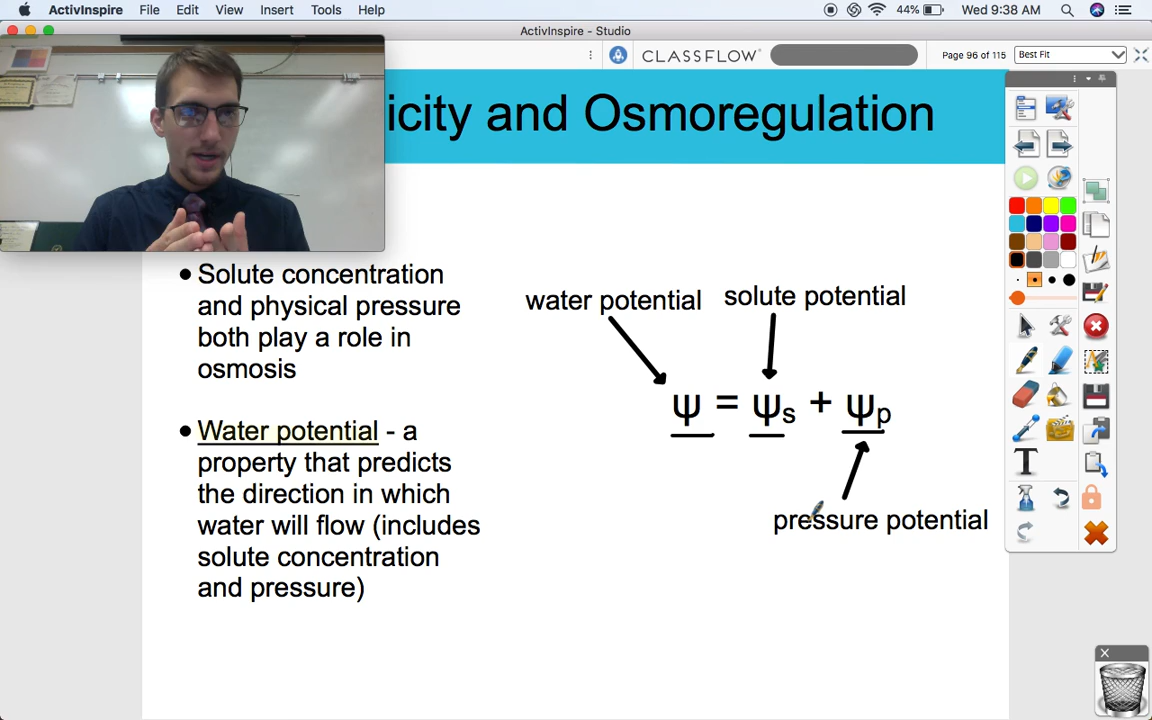 ActivInspire File Edit View Insert Tools Help 44% Wed 9:38 AM
ActivInspire - Studio
CLASSFLOW Page 96 of 115 Best Fit
icity and Osmoregulation
• Solute concentration
and physical pressure
both play a role in
osmosis
• Water potential - a
property that predicts
the direction in which
water will flow (includes
solute concentration
and pressure)
water potential
solute potential
ψ = ψs + ψp
pressure potential
T